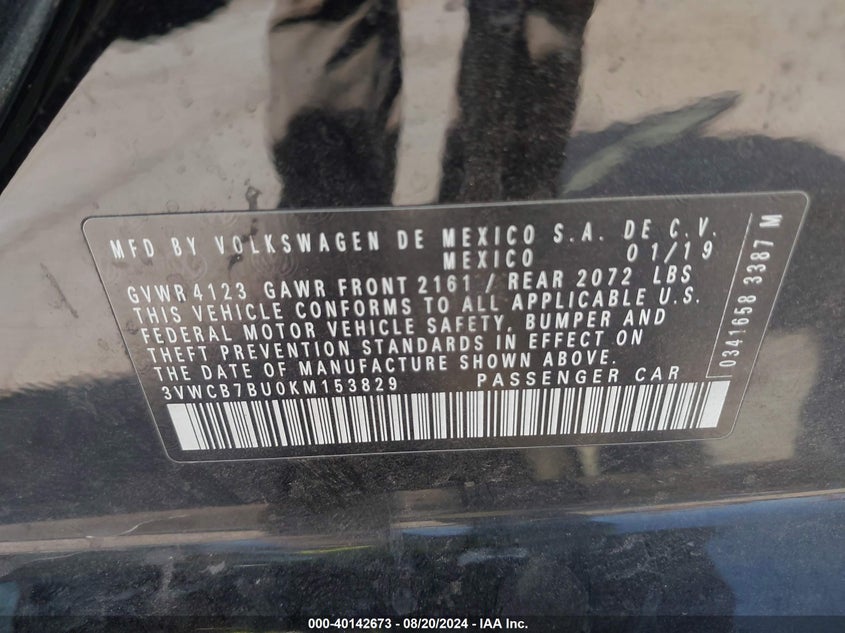 MFD BY VOLKSWAGEN DE MEXICO S.A. DE C.V.
MEXICO 01/19
GVWR 4123 GAWR FRONT 2161 / REAR 2072 LBS
THIS VEHICLE CONFORMS TO ALL APPLICABLE U.S.
FEDERAL MOTOR VEHICLE SAFETY, BUMPER AND
THEFT PREVENTION STANDARDS IN EFFECT ON
THE DATE OF MANUFACTURE SHOWN ABOVE.
3VWCB7BU0KM153829 PASSENGER CAR
0341658 3387 M
000-40142673 - 08/20/2024 - IAA Inc.